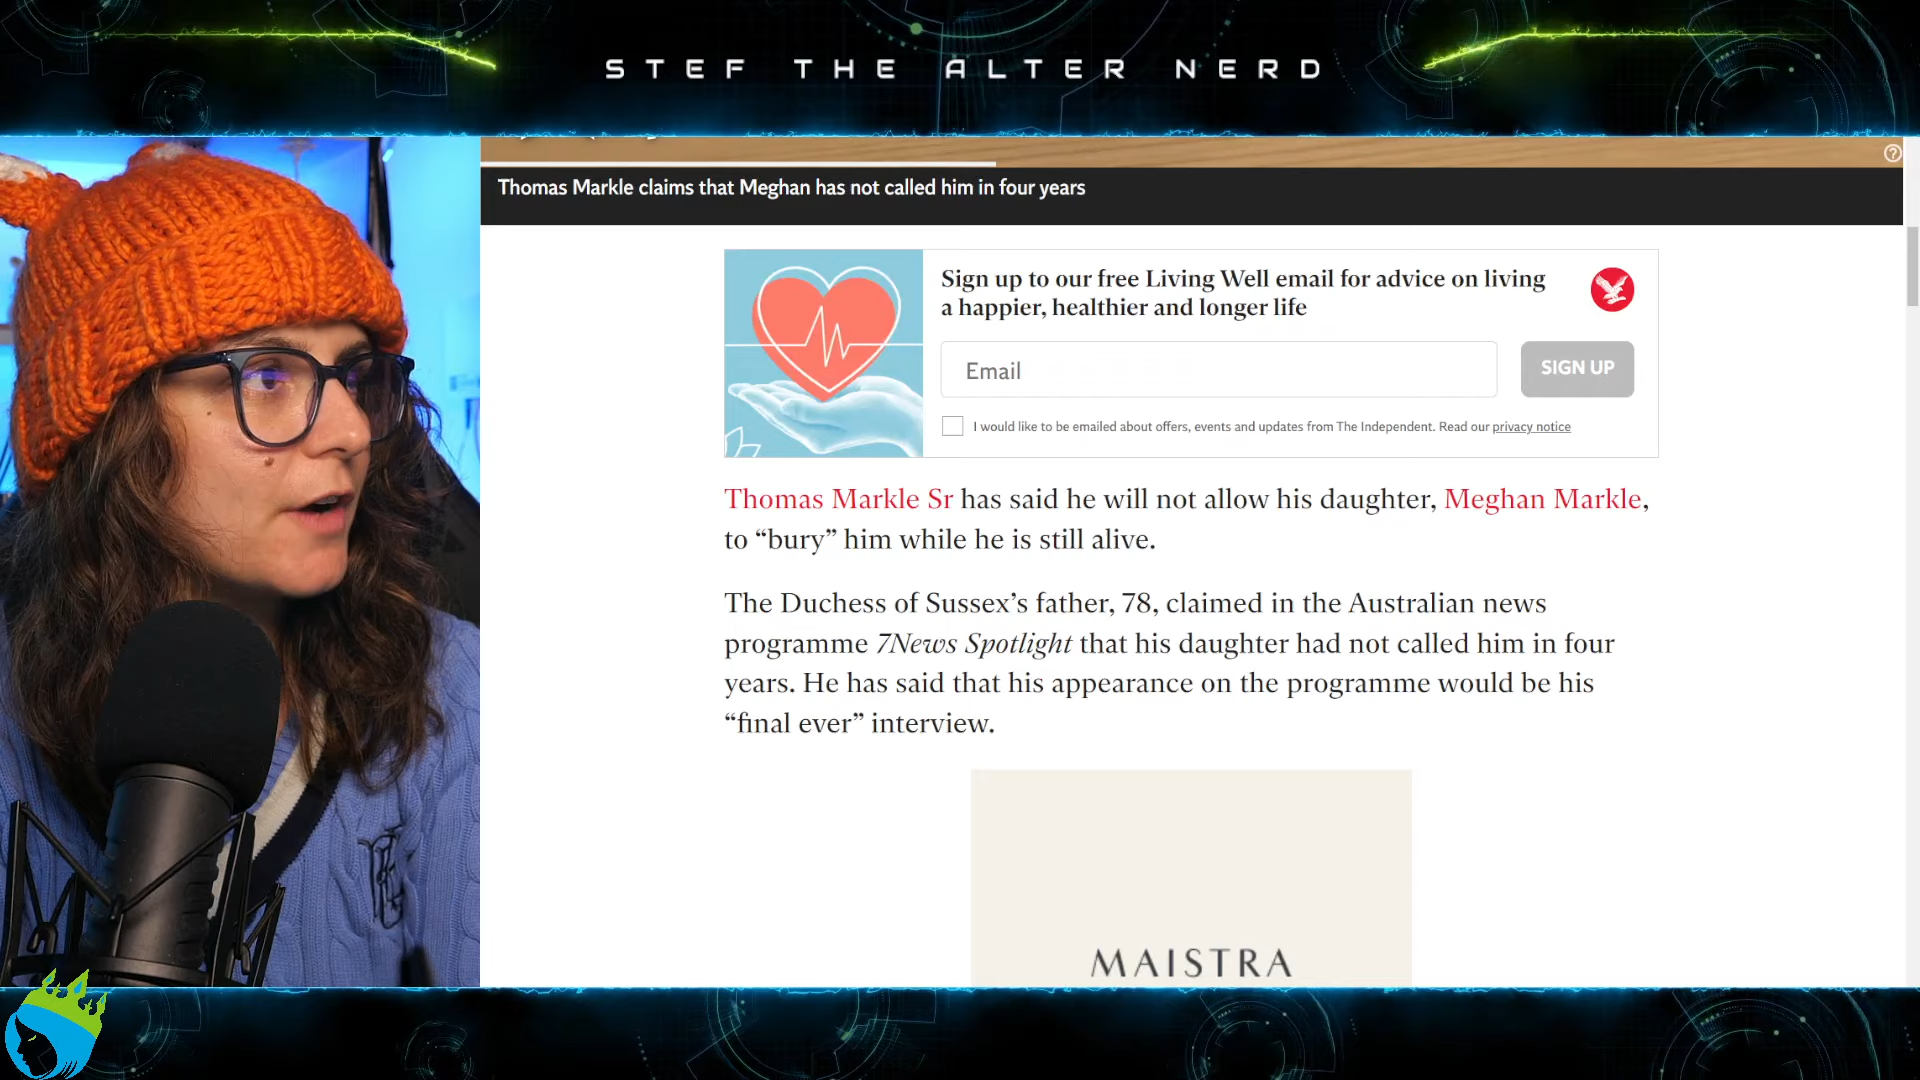 STEF THE ALTER NERD
Thomas Markle claims that Meghan has not called him in four years
Sign up to our free Living Well email for advice on living
a happier, healthier and longer life
Email
SIGN UP
I would like to be emailed about offers, events and updates from The Independent. Read our privacy notice
Thomas Markle Sr has said he will not allow his daughter, Meghan Markle,
to “bury” him while he is still alive.
The Duchess of Sussex’s father, 78, claimed in the Australian news
programme 7News Spotlight that his daughter had not called him in four
years. He has said that his appearance on the programme would be his
“final ever” interview.
MAISTRA